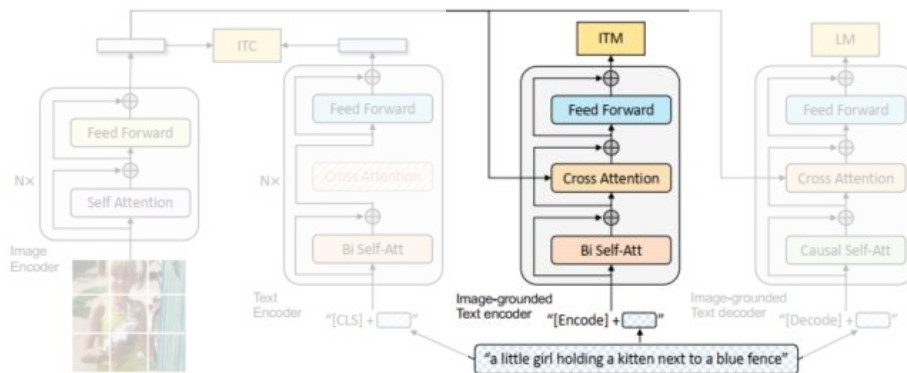 ITC
ITM
LM
Feed Forward
Feed Forward
Feed Forward
Feed Forward
N×
N×
Cross Attention
Cross Attention
Cross Attention
Self Attention
Bi Self-Att
Bi Self-Att
Causal Self-Att
Image
Encoder
Text
Encoder
Image-grounded
Text encoder
Image-grounded
Text decoder
“[CLS] + ”
“[Encode] + ”
“[Decode] + ”
“a little girl holding a kitten next to a blue fence”